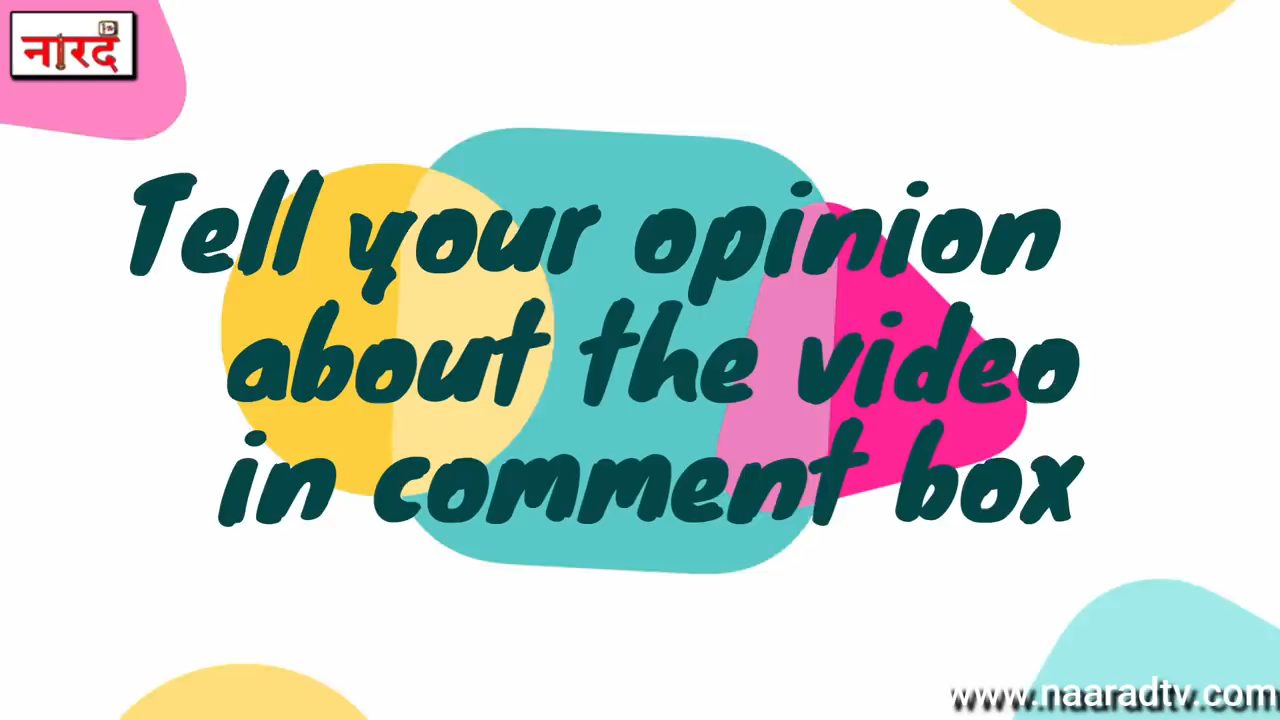 नारद
Tell your opinion
about the video
in comment box
www.naaradtv.com